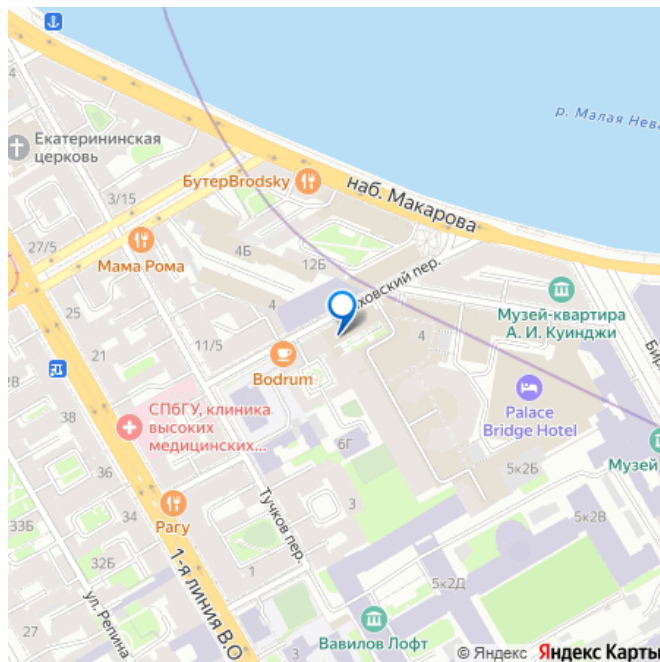 4
р. Малая Нева
Екатерининская
церковь
БутерBrodsky
3/15
наб. Макарова
27/5
Мама Рома
4Б
12Б
ховский пер.
Музей-квартира
А. И. Куинджи
4
25
11/5
4
21
Bodrum
2
38
СПбГУ, клиника
высоких
медицинских...
Palace
Bridge Hotel
6Г
Музей
36
5к2Б
Рагу
Тучков пер.
3
33Б
34
5к2В
32Б
1-я линия В.О
1
5к2Д
ул. Репина
27
Вавилов Лофт
© Яндекс Яндекс Карты